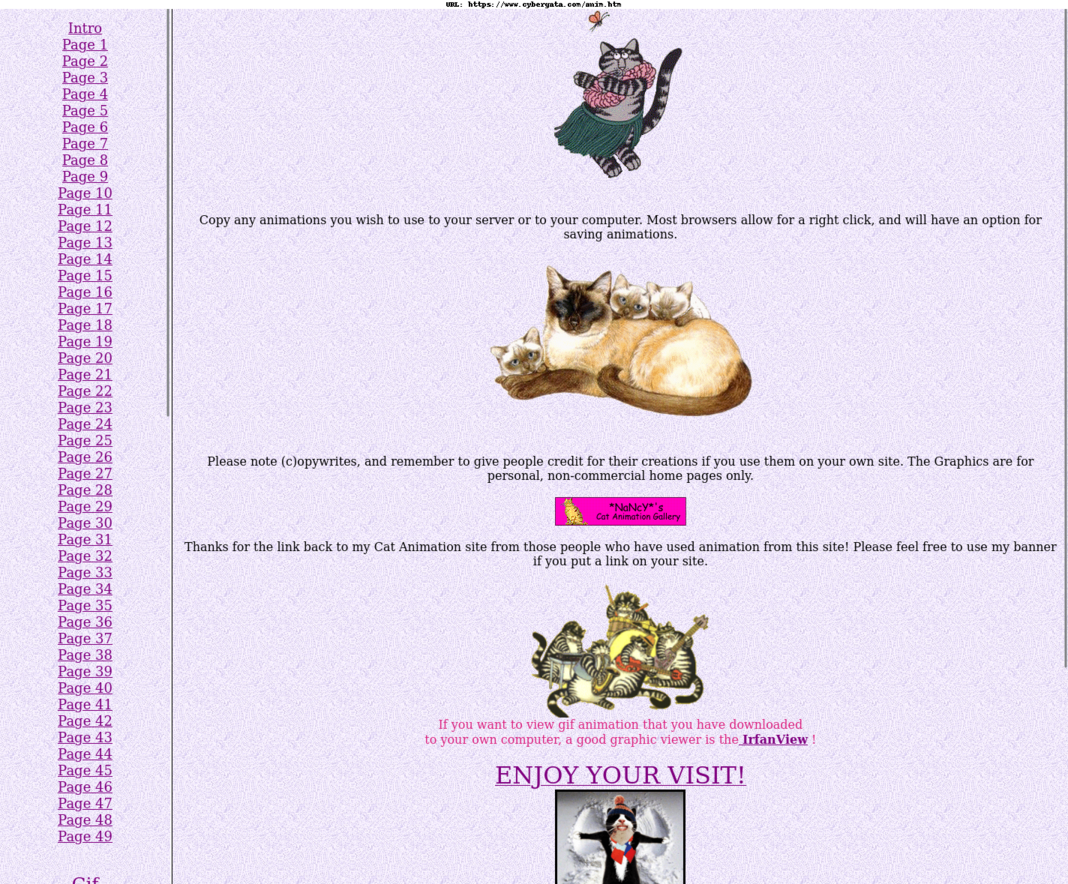 URL: https://www.cybergata.com/anim.htm
Intro
Page 1
Page 2
Page 3
Page 4
Page 5
Page 6
Page 7
Page 8
Page 9
Page 10
Page 11
Page 12
Page 13
Page 14
Page 15
Page 16
Page 17
Page 18
Page 19
Page 20
Page 21
Page 22
Page 23
Page 24
Page 25
Page 26
Page 27
Page 28
Page 29
Page 30
Page 31
Page 32
Page 33
Page 34
Page 35
Page 36
Page 37
Page 38
Page 39
Page 40
Page 41
Page 42
Page 43
Page 44
Page 45
Page 46
Page 47
Page 48
Page 49
Gif
Copy any animations you wish to use to your server or to your computer. Most browsers allow for a right click, and will have an option for
saving animations.
Please note (c)opywrites, and remember to give people credit for their creations if you use them on your own site. The Graphics are for
personal, non-commercial home pages only.
*NaNcY*'s
Cat Animation Gallery
Thanks for the link back to my Cat Animation site from those people who have used animation from this site! Please feel free to use my banner
if you put a link on your site.
If you want to view gif animation that you have downloaded
to your own computer, a good graphic viewer is the IrfanView !
ENJOY YOUR VISIT!